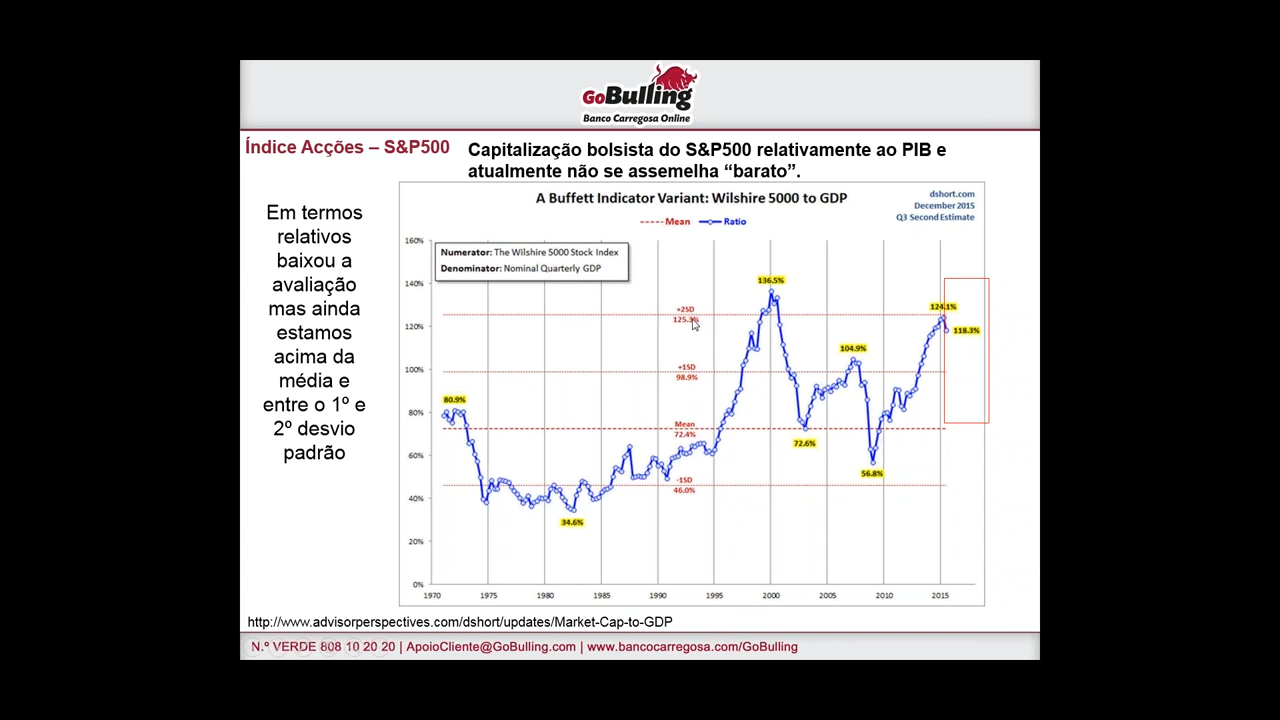 GoBulling
Banco Carregosa Online
Índice Acções – S&P500
Capitalização bolsista do S&P500 relativamente ao PIB e
atualmente não se assemelha “barato”.
Em termos
relativos
baixou a
avaliação
mas ainda
estamos
acima da
média e
entre o 1º e
2º desvio
padrão
A Buffett Indicator Variant: Wilshire 5000 to GDP
dshort.com
December 2015
Q3 Second Estimate
Mean Ratio
Numerator: The Wilshire 5000 Stock Index
Denominator: Nominal Quarterly GDP
160%
140%
120%
100%
80%
60%
40%
20%
0%
80.9%
34.6%
+2SD
125.3%
+1SD
98.9%
Mean
72.4%
-1SD
46.0%
136.5%
72.6%
104.9%
56.8%
124.1%
118.3%
1970 1975 1980 1985 1990 1995 2000 2005 2010 2015
http://www.advisorperspectives.com/dshort/updates/Market-Cap-to-GDP
N.º VERDE 808 10 20 20 | ApoioCliente@GoBulling.com | www.bancocarregosa.com/GoBulling